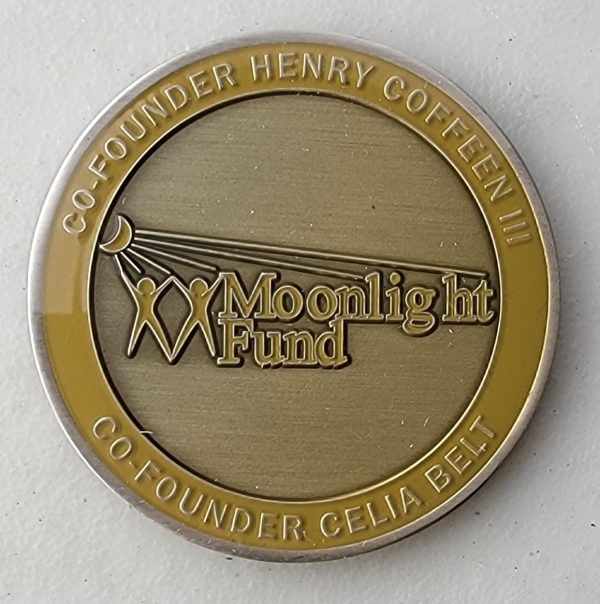 CO-FOUNDER HENRY COFFEEN III
Moonlight
Fund
CO-FOUNDER CELIA BELT